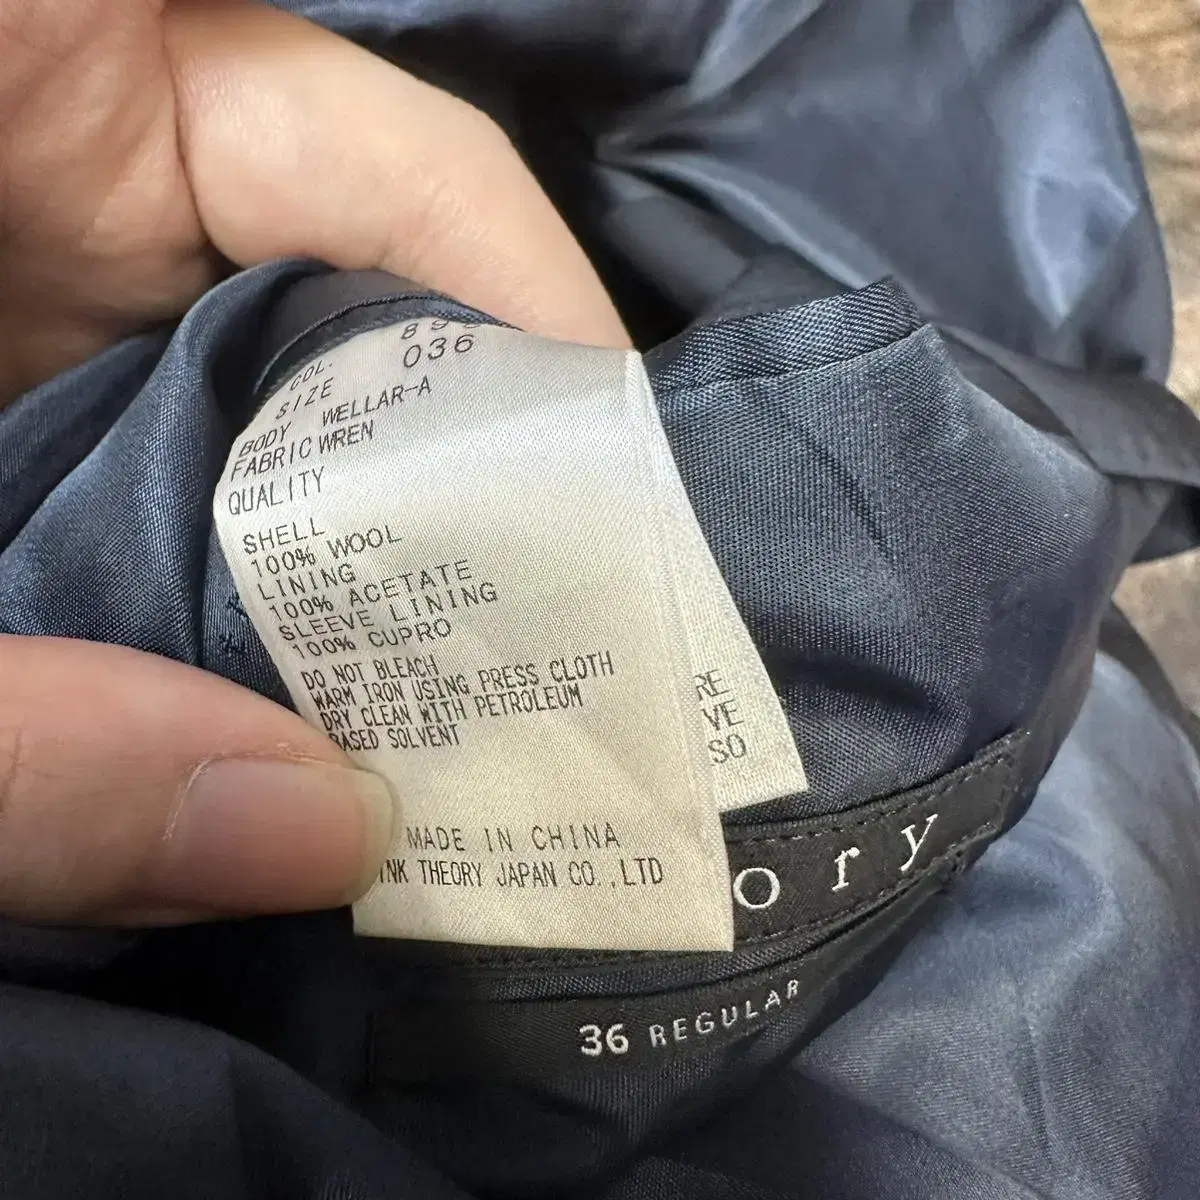 COL.
SIZE 036
BODY WELLAR-A
FABRIC WREN
QUALITY
SHELL
100% WOOL
LINING
100% ACETATE
SLEEVE LINING
100% CUPRO
DO NOT BLEACH
WARM IRON USING PRESS CLOTH
DRY CLEAN WITH PETROLEUM
BASED SOLVENT
MADE IN CHINA
THEORY JAPAN CO.,LTD
RE
VE
SO
ory
36 REGULAR